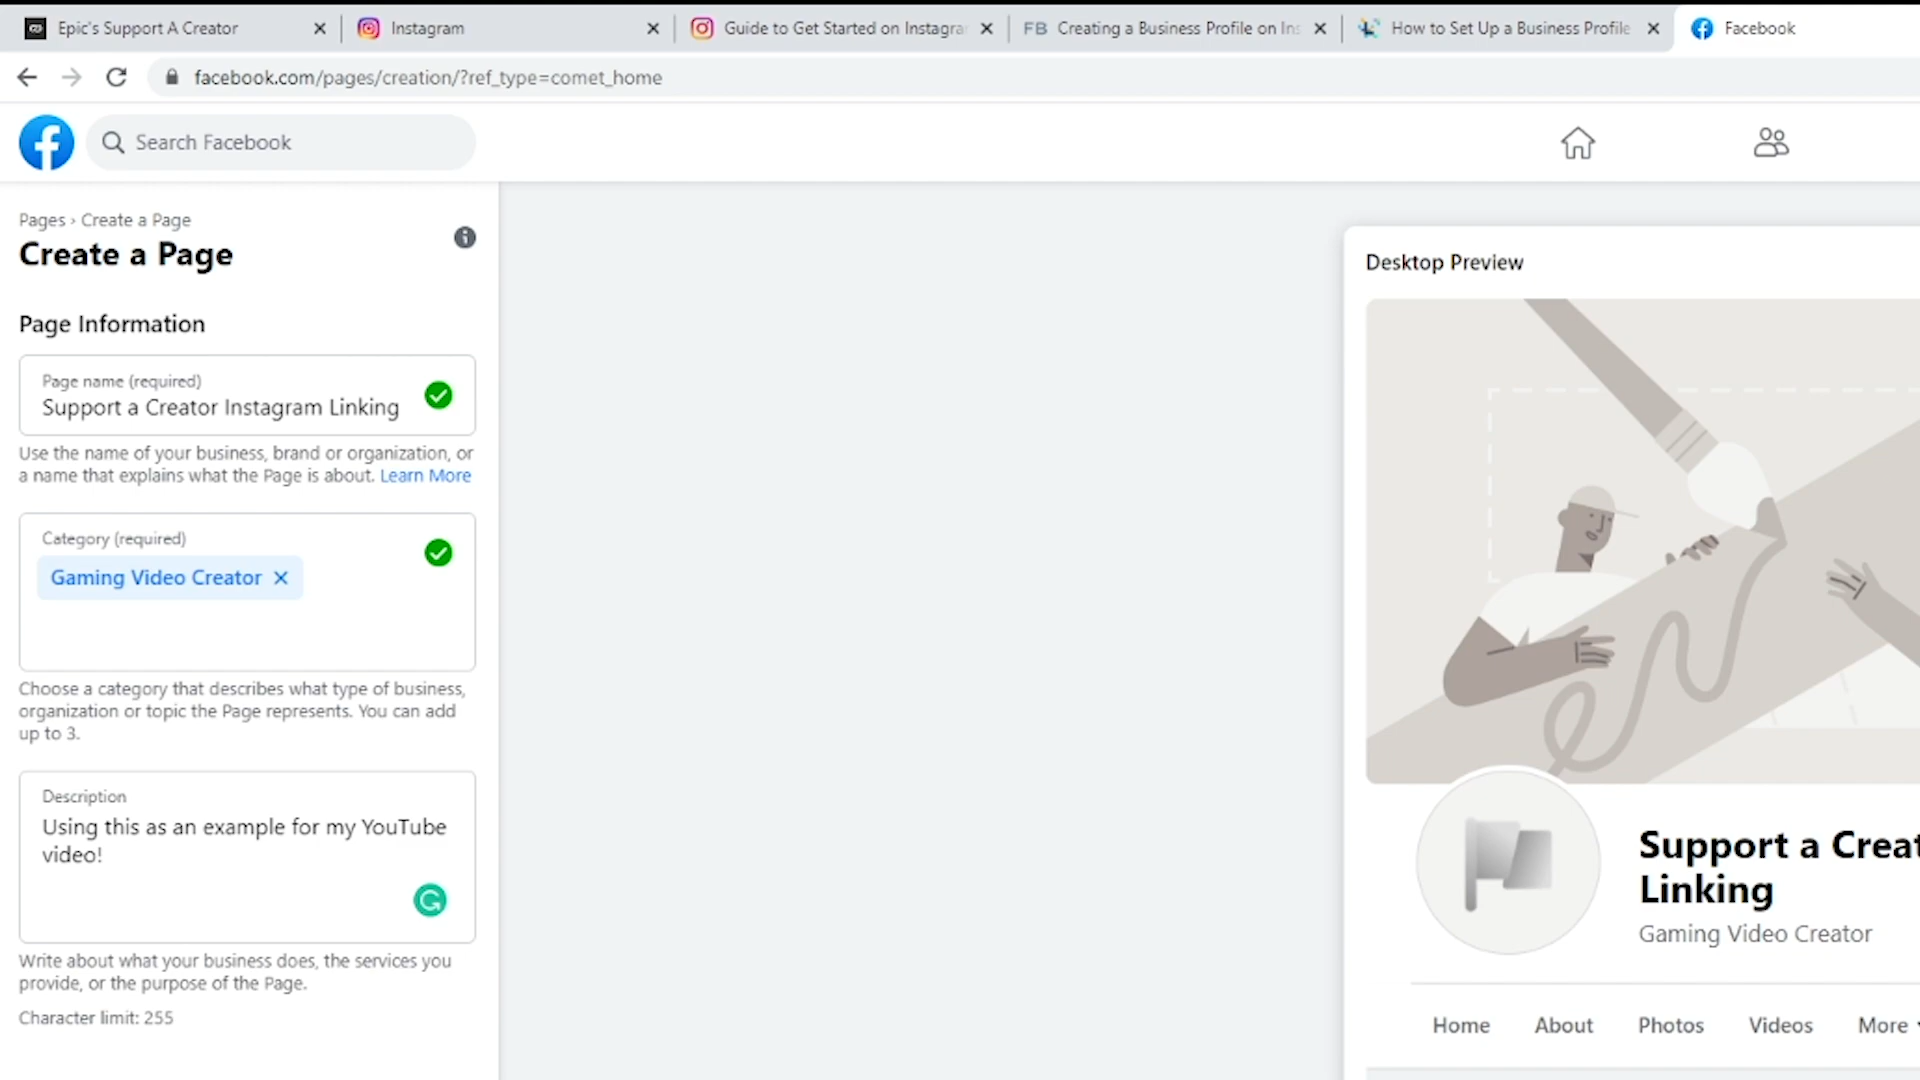 Epic's Support A Creator
Instagram
Guide to Get Started on Instagra
FB Creating a Business Profile on Ins
How to Set Up a Business Profile
Facebook
facebook.com/pages/creation/?ref_type=comet_home
Search Facebook
Pages › Create a Page
Create a Page
Page Information
Page name (required)
Support a Creator Instagram Linking
Use the name of your business, brand or organization, or
a name that explains what the Page is about. Learn More
Category (required)
Gaming Video Creator
Choose a category that describes what type of business,
organization or topic the Page represents. You can add
up to 3.
Description
Using this as an example for my YouTube
video!
Write about what your business does, the services you
provide, or the purpose of the Page.
Character limit: 255
Desktop Preview
Support a Creat
Linking
Gaming Video Creator
Home About Photos Videos More